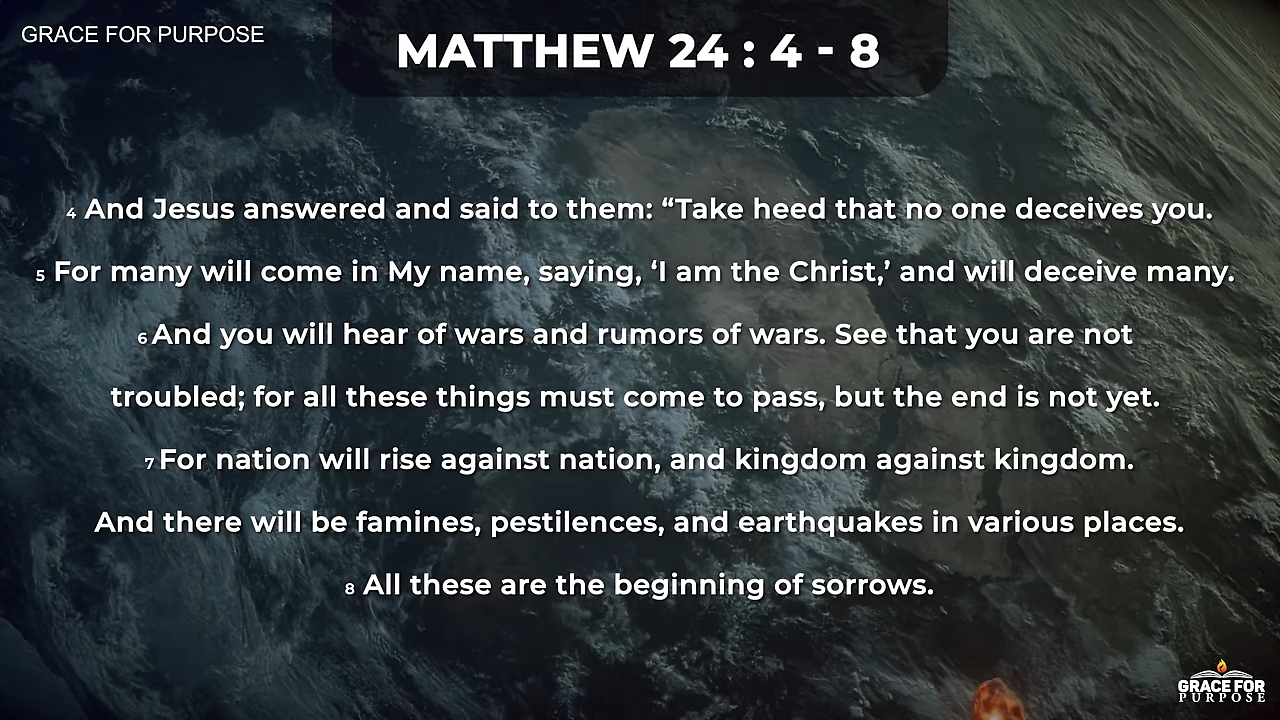 GRACE FOR PURPOSE
MATTHEW 24 : 4 - 8
4 And Jesus answered and said to them: “Take heed that no one deceives you.
5 For many will come in My name, saying, ‘I am the Christ,’ and will deceive many.
6 And you will hear of wars and rumors of wars. See that you are not
troubled; for all these things must come to pass, but the end is not yet.
7 For nation will rise against nation, and kingdom against kingdom.
And there will be famines, pestilences, and earthquakes in various places.
8 All these are the beginning of sorrows.
GRACE FOR
PURPOSE